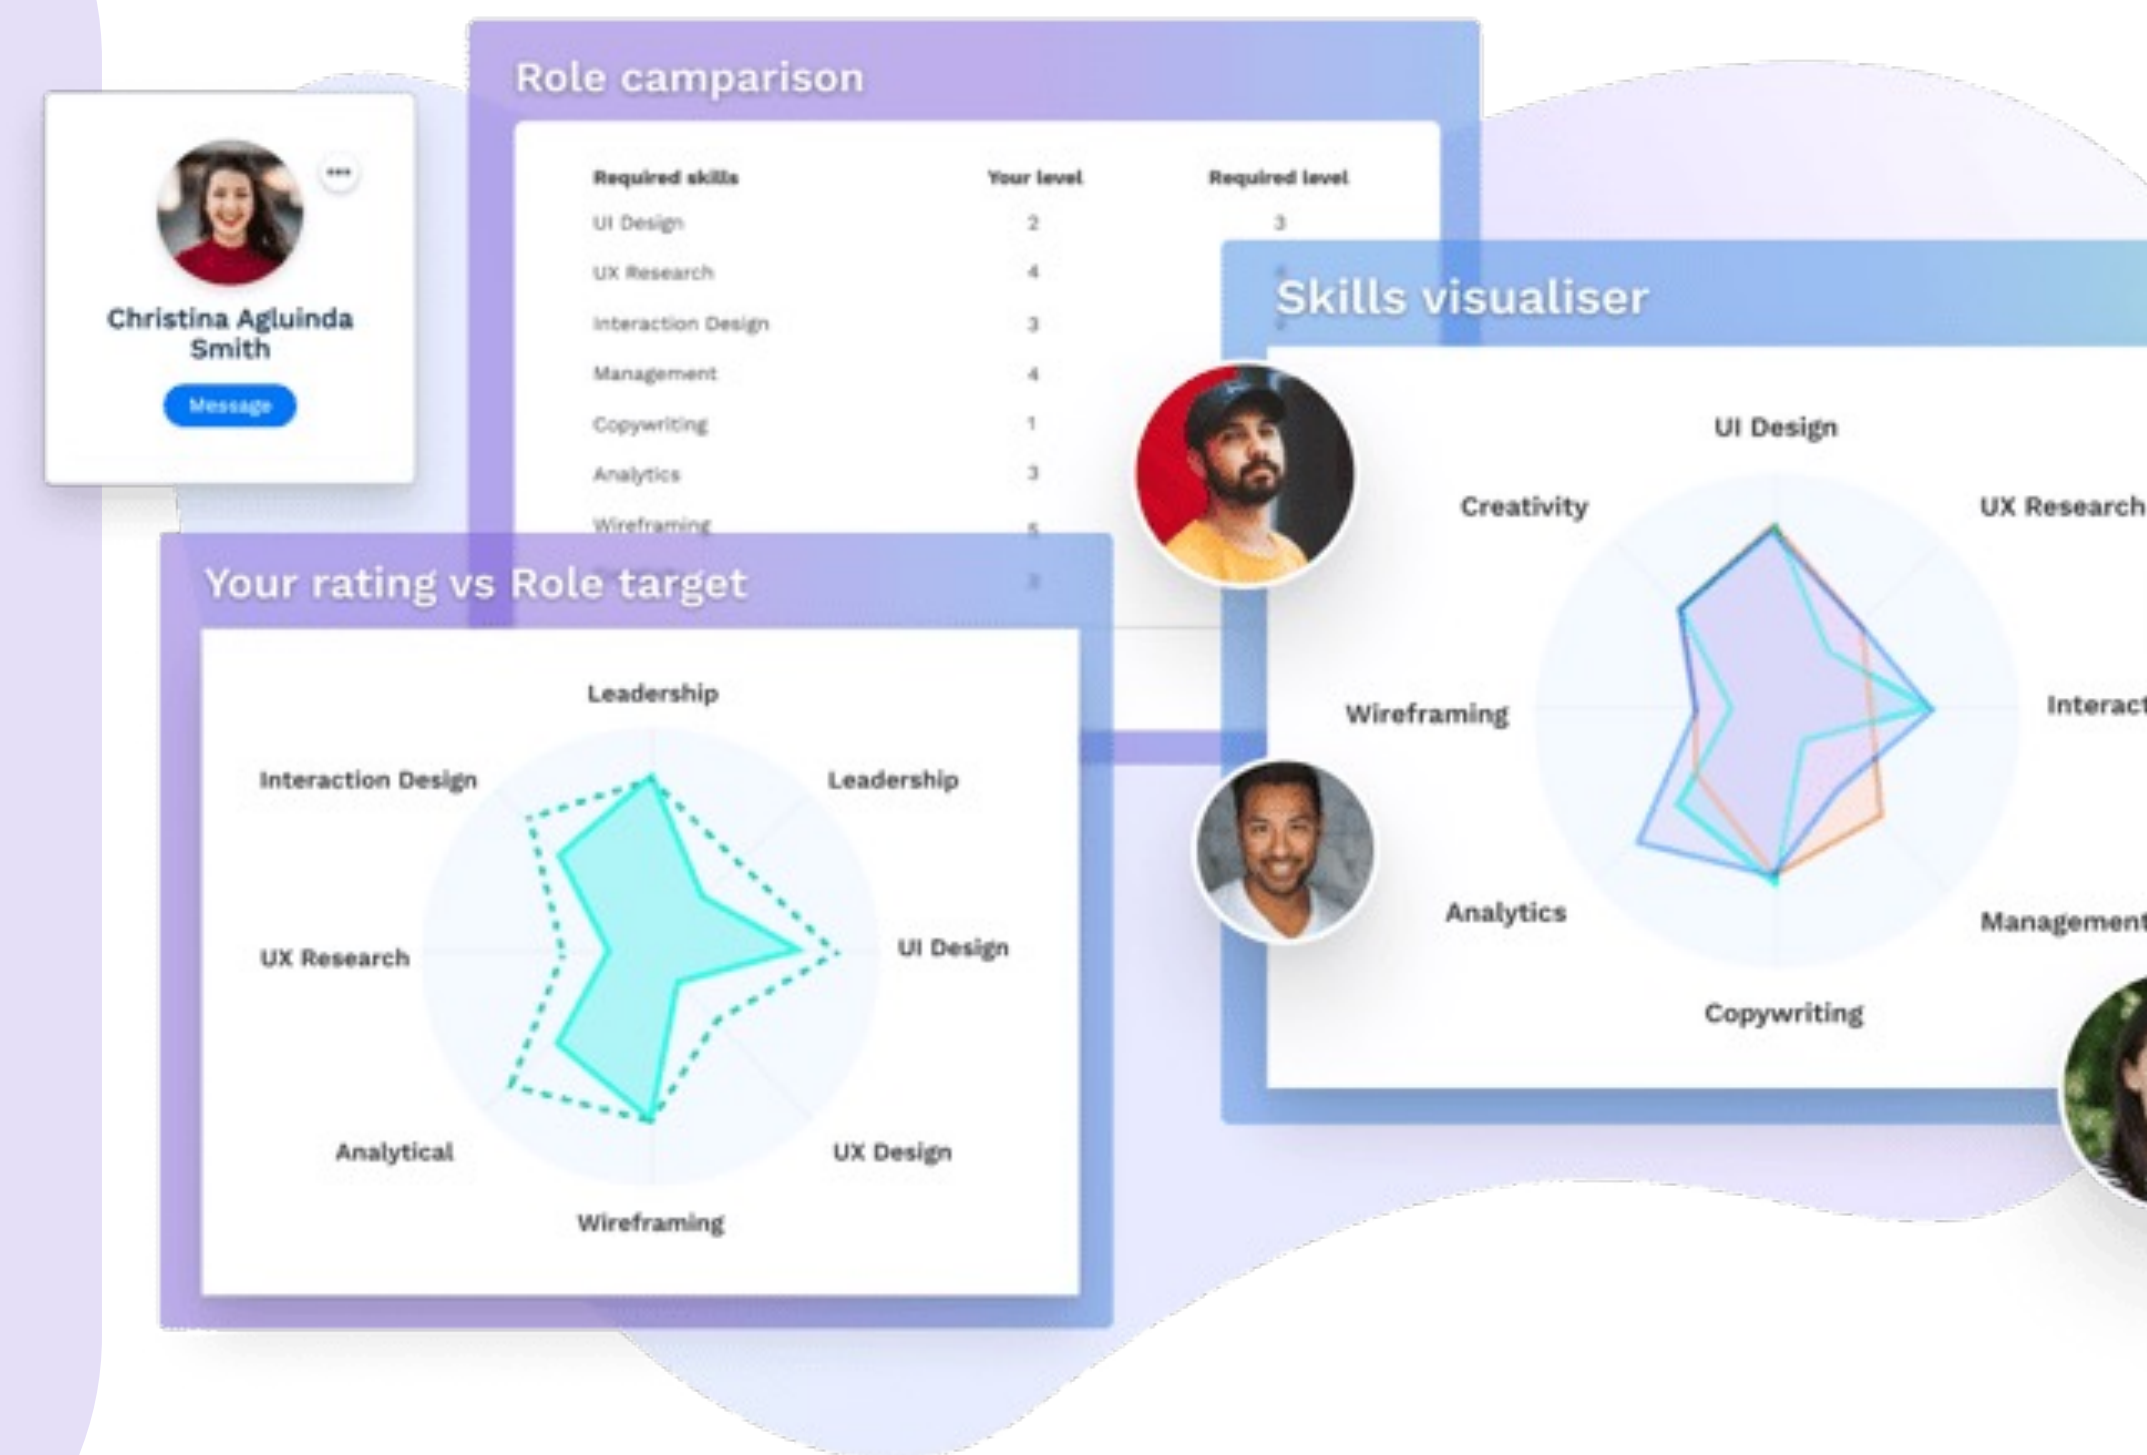 Role camparison
Required skills Your level Required level
UI Design 2 3
UX Research 4
Interaction Design 3
Management 4
Copywriting 1
Analytics 3
Wireframing 5
Christina Agluinda
Smith
Message
Your rating vs Role target
Leadership
Interaction Design Leadership
UX Research UI Design
Analytical UX Design
Wireframing
Skills visualiser
UI Design
Creativity UX Research
Wireframing Interact
Analytics Management
Copywriting